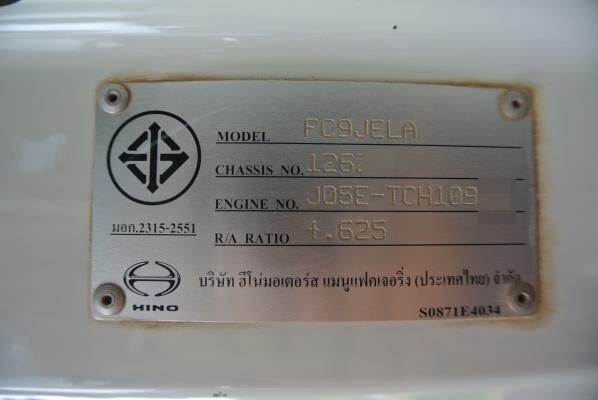 MODEL FC9JELA
CHASSIS NO. 126
ENGINE NO. J05E-TCH109
มอก.2315-2551
R/A RATIO 4.625
HINO
บริษัท ฮีโน่มอเตอร์ส แมนูแฟคเจอริ่ง (ประเทศไทย) จำกัด
S0871E4034